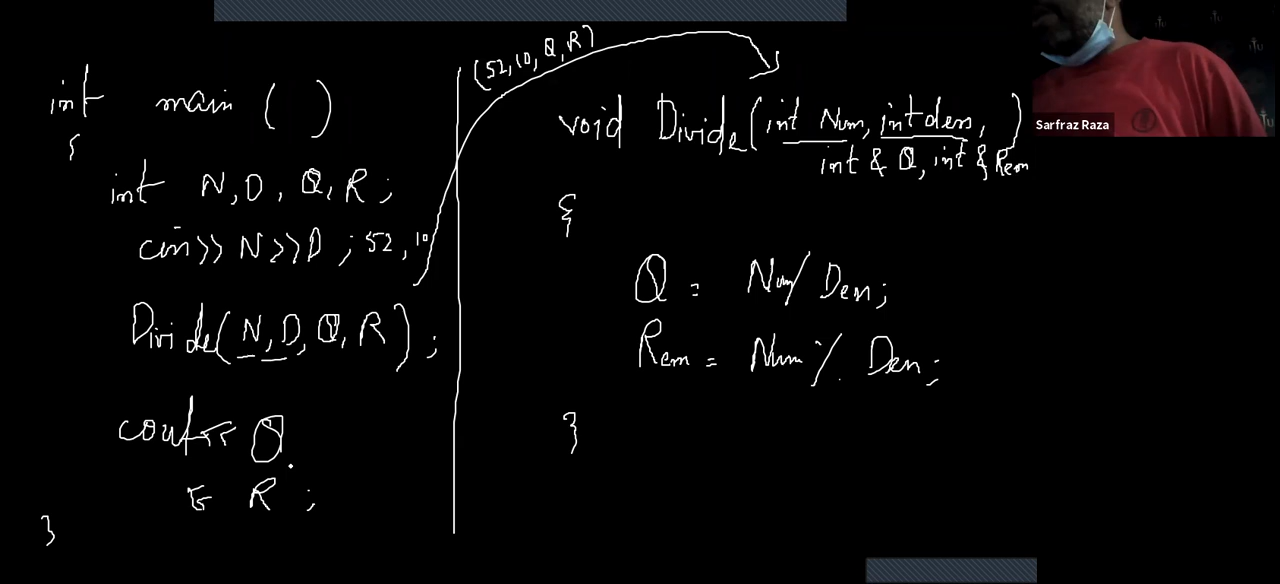 int main ( )
{
int N, D, Q, R ;
cin >> N >> D ; 52, 10
Divide( N, D, Q, R ) ;
cout << Q
<< R ;
}
(52, 10, Q, R)
void Divide( int Num, int den, )
int & Q, int & Rem
{
Q = Num / Den ;
Rem = Num % Den ;
}
Sarfraz Raza